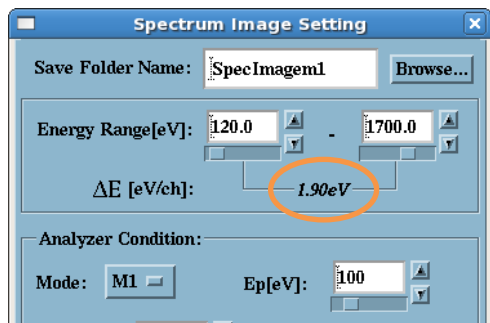 Spectrum Image Setting
Save Folder Name: SpecImagem1 Browse...
Energy Range[eV]: 120.0 - 1700.0
ΔE [eV/ch]: 1.90eV
Analyzer Condition:
Mode: M1 Ep[eV]: 100